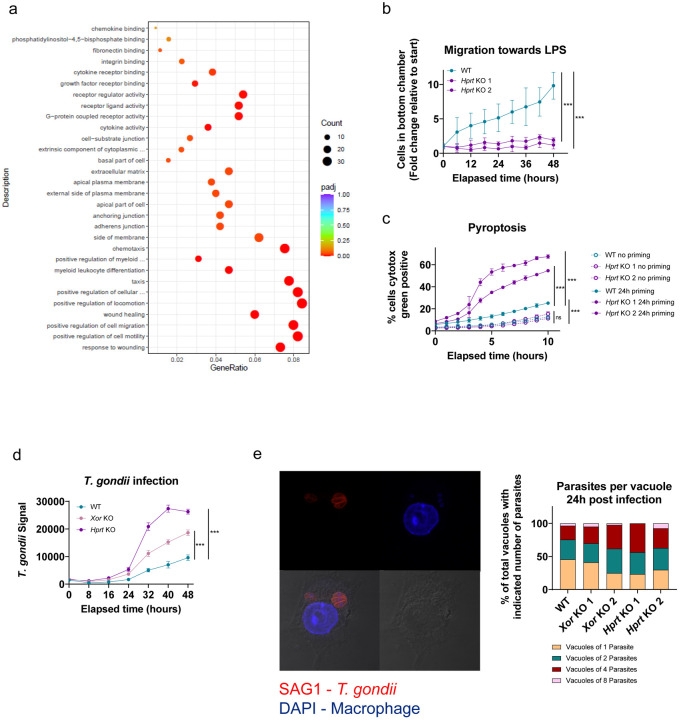 a
chemokine binding
phosphatidylinositol-4,5-bisphosphate binding
fibronectin binding
integrin binding
cytokine receptor binding
growth factor receptor binding
receptor regulator activity
receptor ligand activity
G-protein coupled receptor activity
cytokine activity
cell-substrate junction
extrinsic component of cytoplasmic ...
basal part of cell
extracellular matrix
apical plasma membrane
external side of plasma membrane
apical part of cell
anchoring junction
adherens junction
side of membrane
chemotaxis
positive regulation of myeloid ...
myeloid leukocyte differentiation
taxis
positive regulation of cellular ...
positive regulation of locomotion
wound healing
positive regulation of cell migration
positive regulation of cell motility
response to wounding
Description
0.02 0.04 0.06 0.08
GeneRatio
Count
10
20
30
padj
1.00
0.75
0.50
0.25
0.00
b
Migration towards LPS
WT
Hprt KO 1
Hprt KO 2
Cells in bottom chamber
(Fold change relative to start)
10
5
0
0 12 24 36 48
Elapased time (hours)
***
***
c
Pyroptosis
% cells cytotox
green positive
60
40
20
0
0 5 10
Elapsed time (hours)
***
***
***
ns
WT no priming
Hprt KO 1 no priming
Hprt KO 2 no priming
WT 24h priming
Hprt KO 1 24h priming
Hprt KO 2 24h priming
d
T. gondii infection
WT
Xor KO
Hprt KO
T. gondii Signal
30000
20000
10000
0
0 8 16 24 32 40 48
Elapsed time (hours)
***
***
e
SAG1 - T. gondii
DAPI - Macrophage
Parasites per vacuole
24h post infection
% of total vacuoles with
indicated number of parasites
100
50
0
WT
Xor KO 1
Xor KO 2
Hprt KO 1
Hprt KO 2
Vacuoles of 1 Parasite
Vacuoles of 2 Parasites
Vacuoles of 4 Parasites
Vacuoles of 8 Parasites